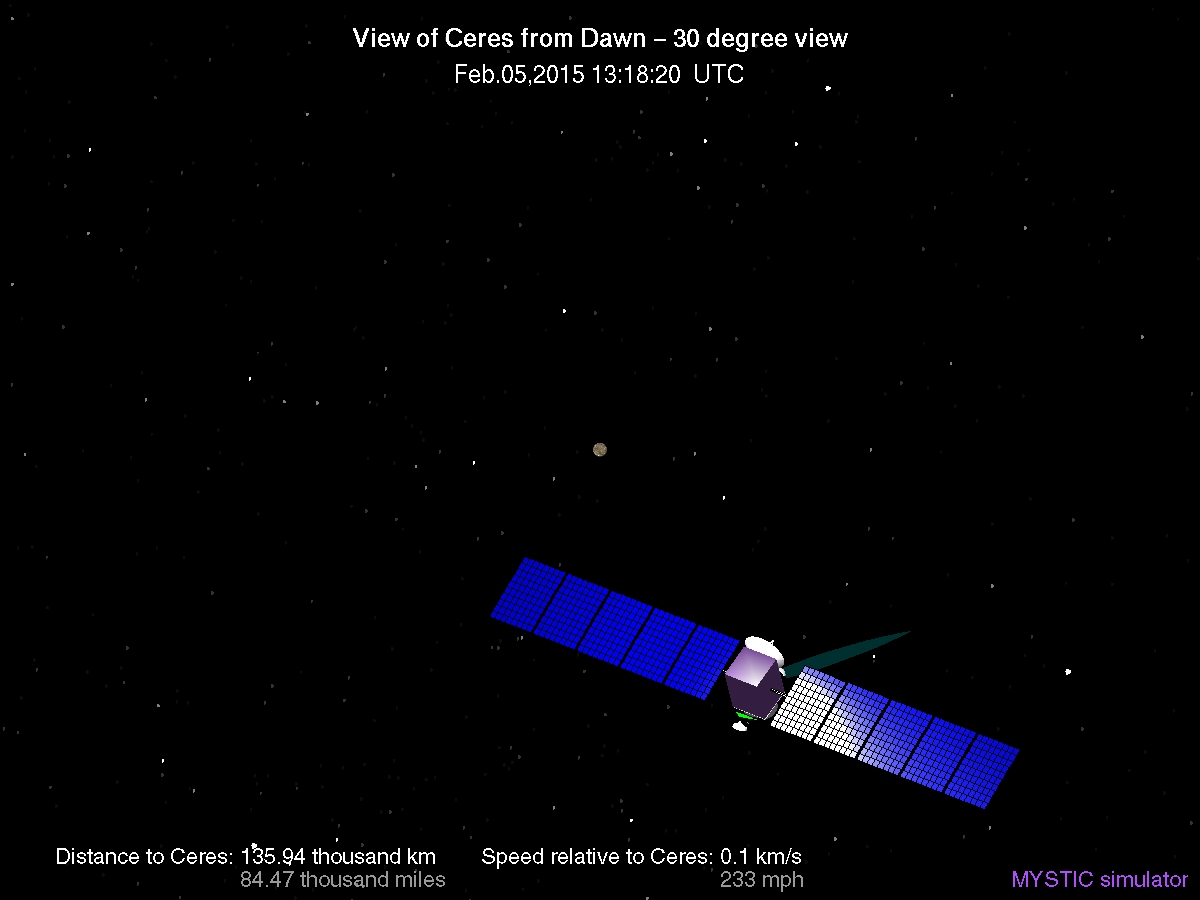 View of Ceres from Dawn – 30 degree view
Feb.05,2015 13:18:20 UTC
Distance to Ceres: 135.94 thousand km
84.47 thousand miles
Speed relative to Ceres: 0.1 km/s
233 mph
MYSTIC simulator